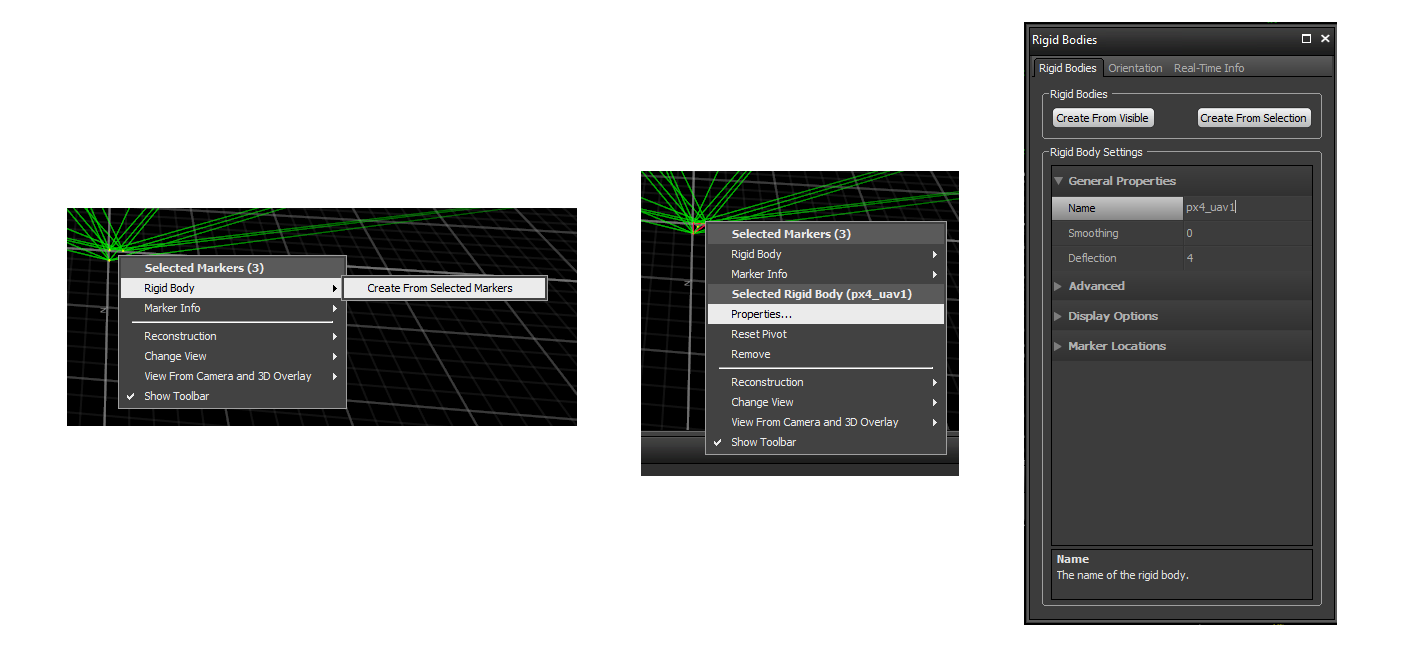 Selected Markers (3)
Rigid Body
Create From Selected Markers
Marker Info
Reconstruction
Change View
View From Camera and 3D Overlay
Show Toolbar
Selected Markers (3)
Rigid Body
Marker Info
Selected Rigid Body (px4_uav1)
Properties...
Reset Pivot
Remove
Reconstruction
Change View
View From Camera and 3D Overlay
Show Toolbar
Rigid Bodies
Rigid Bodies Orientation Real-Time Info
Rigid Bodies
Create From Visible Create From Selection
Rigid Body Settings
General Properties
Name px4_uav1
Smoothing 0
Deflection 4
Advanced
Display Options
Marker Locations
Name
The name of the rigid body.